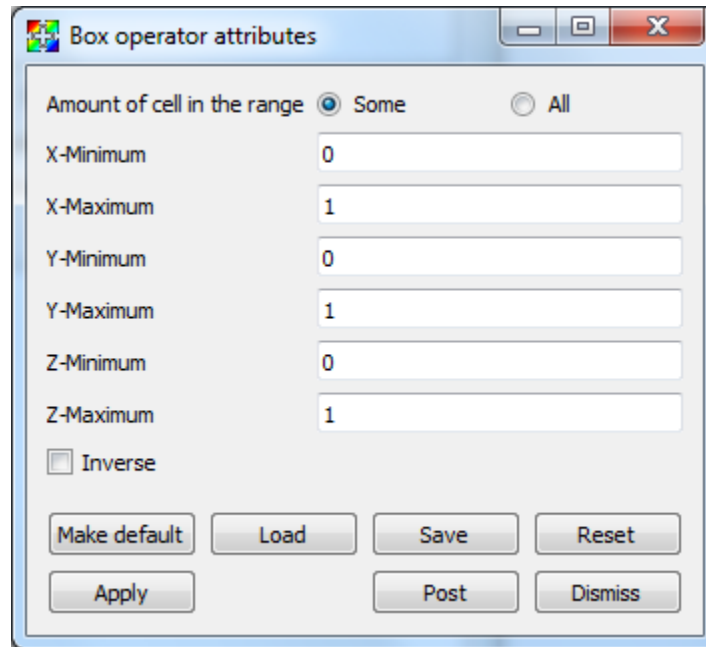 Box operator attributes
Amount of cell in the range Some All
X-Minimum 0
X-Maximum 1
Y-Minimum 0
Y-Maximum 1
Z-Minimum 0
Z-Maximum 1
Inverse
Make default Load Save Reset
Apply Post Dismiss